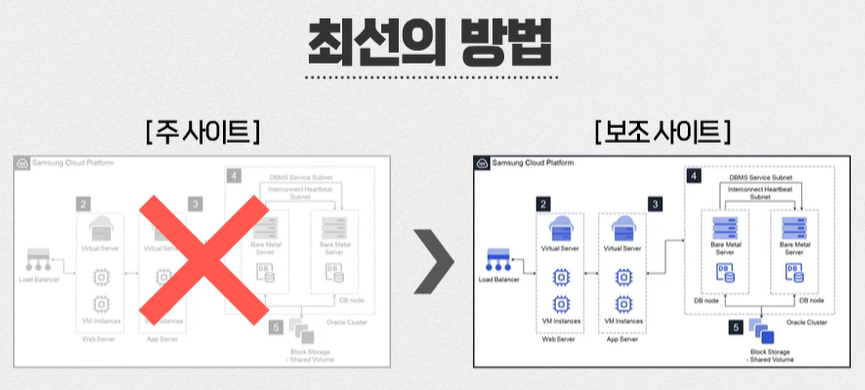 최선의 방법
[주 사이트]
Samsung Cloud Platform
4
DBMS Service Subnet
Interconnect Heartbeat
Subnet
2
3
Virtual Server
Bare Metal
Server
Bare Metal
Server
Load Balancer
DB
DB
VM Instances
VM Instances
DB node
DB node
Web Server
App Server
5
Oracle Cluster
Block Storage
- Shared Volume
[보조 사이트]
Samsung Cloud Platform
4
DBMS Service Subnet
Interconnect Heartbeat
Subnet
2
3
Virtual Server
Virtual Server
Bare Metal
Server
Bare Metal
Server
Load Balancer
DB
DB
VM Instances
VM Instances
DB node
DB node
Web Server
App Server
5
Oracle Cluster
Block Storage
- Shared Volume